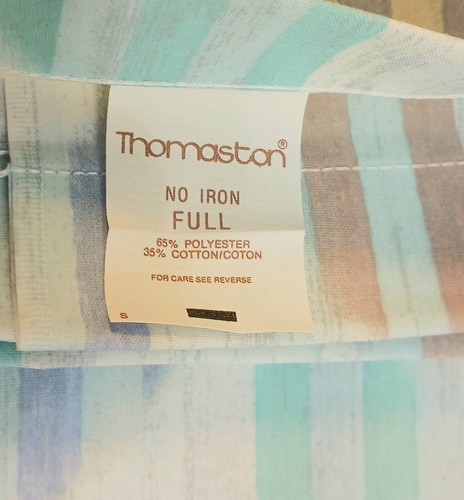 Thomaston®
NO IRON
FULL
65% POLYESTER
35% COTTON/COTON
FOR CARE SEE REVERSE
S